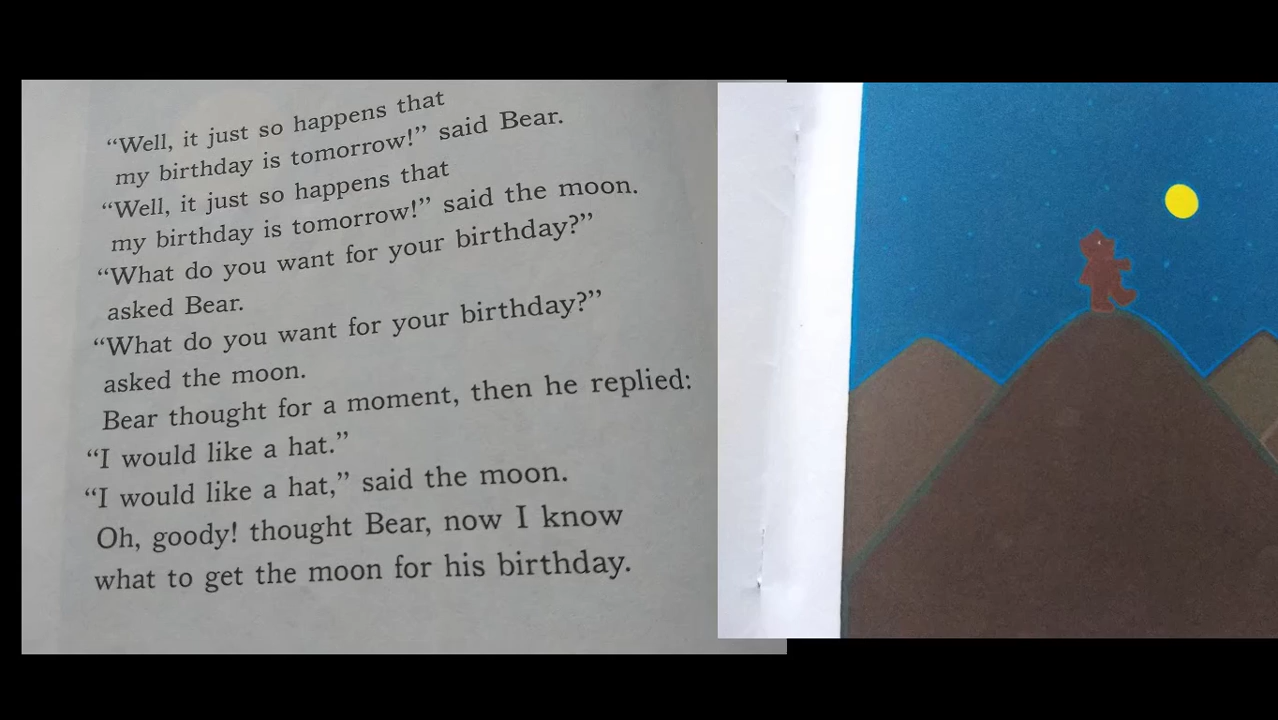 “Well, it just so happens that
my birthday is tomorrow!” said Bear.
“Well, it just so happens that
my birthday is tomorrow!” said the moon.
“What do you want for your birthday?”
asked Bear.
“What do you want for your birthday?”
asked the moon.
Bear thought for a moment, then he replied:
“I would like a hat.”
“I would like a hat,” said the moon.
Oh, goody! thought Bear, now I know
what to get the moon for his birthday.